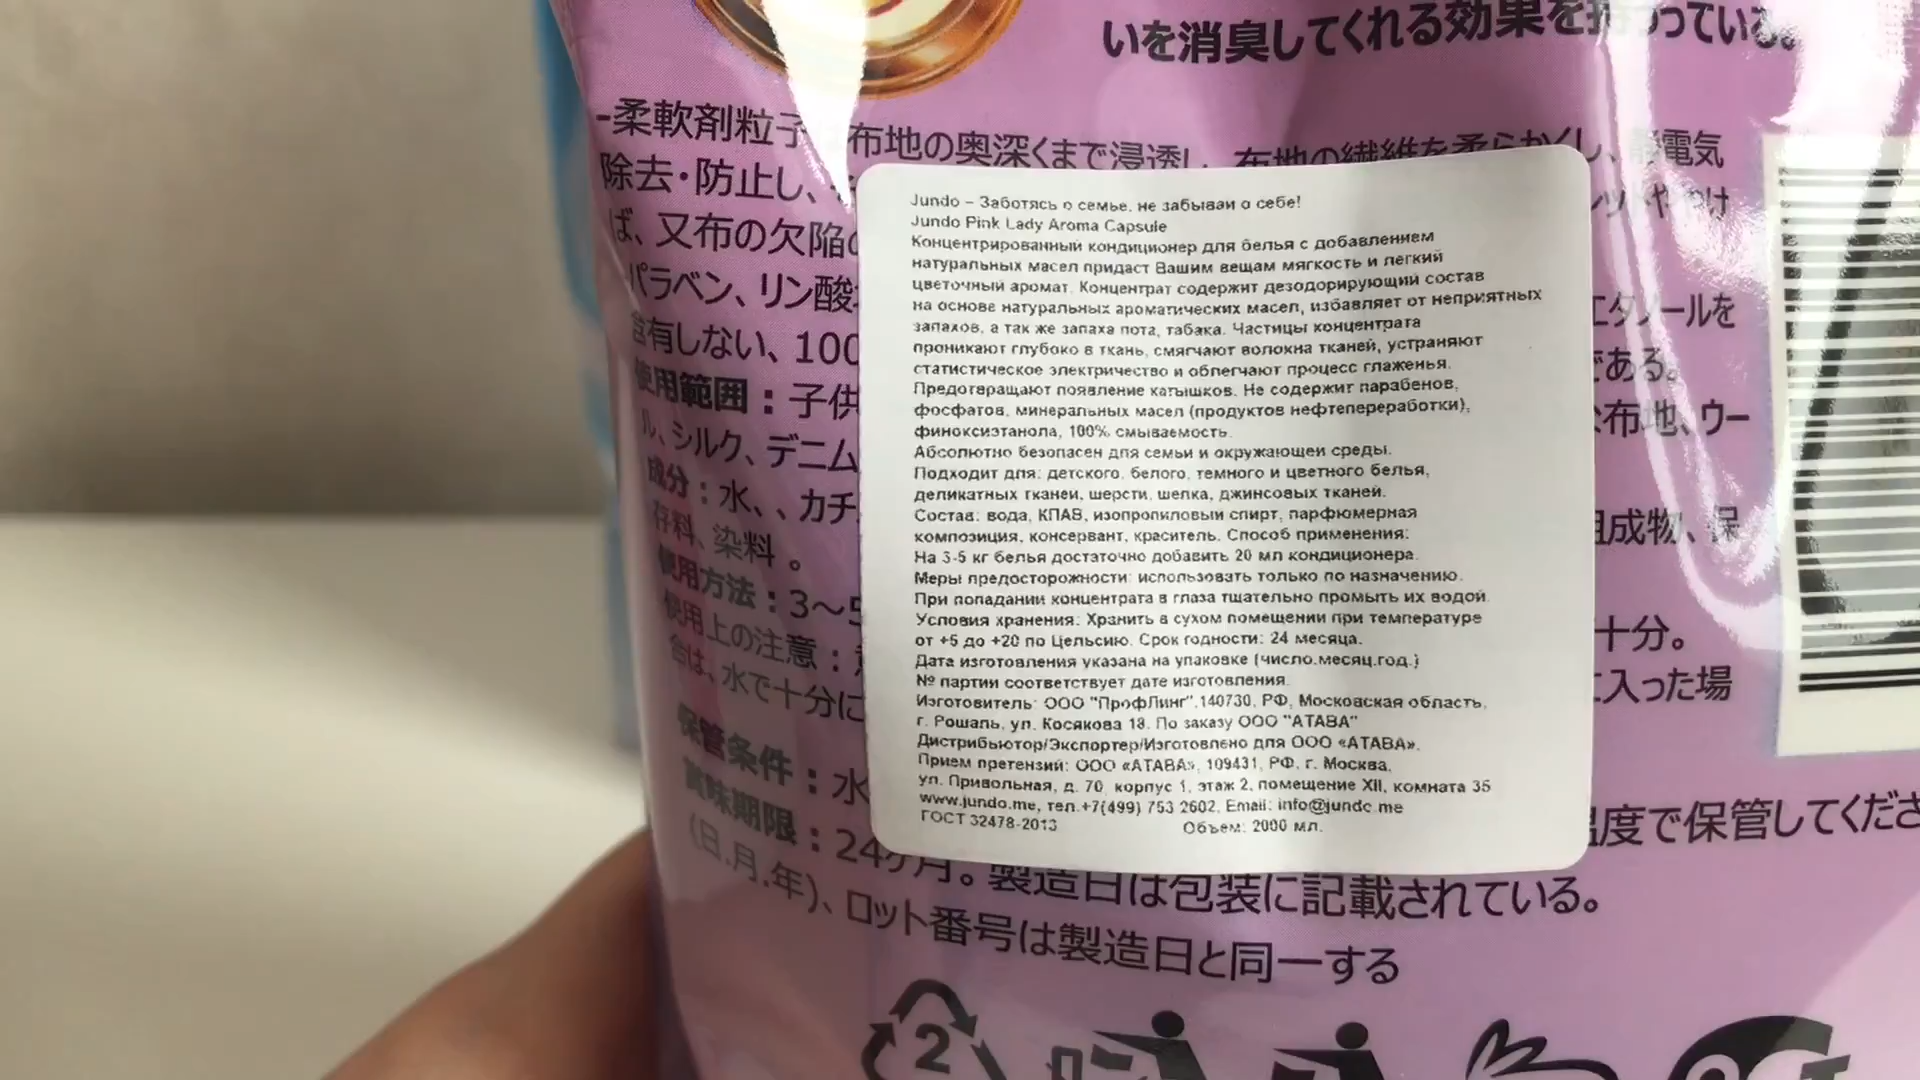 いを消臭してくれる効果を持っている。
-柔軟剤粒子は布地の奥深くまで浸透し、布地の繊維を柔らかくし、静電気
除去・防止し、
ば、又布の欠陥
パラベン、リン酸
エタノールを
含有しない、100
である。
使用範囲：子供
布地、ウー
ル、シルク、デニム
成分：水、、カチ
組成物、保
存料、染料 。
使用方法：3～5
十分。
使用上の注意：
に入った場
合は、水で十分に
保管条件：水
温度で保管してくださ
賞味期限：24ヶ月。製造日は包装に記載されている。
(日.月.年)、ロット番号は製造日と同一する
Jundo – Заботясь о семье, не забывай о себе!
Jundo Pink Lady Aroma Capsule
Концентрированный кондиционер для белья с добавлением
натуральных масел придаст Вашим вещам мягкость и легкий
цветочный аромат. Концентрат содержит дезодорирующий состав
на основе натуральных ароматических масел, избавляет от неприятных
запахов, а так же запаха пота, табака. Частицы концентрата
проникают глубоко в ткань, смягчают волокна тканей, устраняют
статистическое электричество и облегчают процесс глаженья.
Предотвращают появление катышков. Не содержит парабенов,
фосфатов, минеральных масел (продуктов нефтепереработки),
финоксиэтанола, 100% смываемость.
Абсолютно безопасен для семьи и окружающей среды.
Подходит для: детского, белого, темного и цветного белья,
деликатных тканей, шерсти, шелка, джинсовых тканей.
Состав: вода, КПАВ, изопропиловый спирт, парфюмерная
композиция, консервант, краситель. Способ применения:
На 3-5 кг белья достаточно добавить 20 мл кондиционера.
Меры предосторожности: использовать только по назначению.
При попадании концентрата в глаза тщательно промыть их водой.
Условия хранения: Хранить в сухом помещении при температуре
от +5 до +20 по Цельсию. Срок годности: 24 месяца.
Дата изготовления указана на упаковке (число.месяц.год.)
№ партии соответствует дате изготовления.
Изготовитель: ООО "ПрофЛинг",140730, РФ, Московская область,
г. Рошаль, ул. Косякова 18. По заказу ООО "АТАВА"
Дистрибьютор/Экспортер/Изготовлено для ООО «АТАВА».
Прием претензий: ООО «АТАВА», 109431, РФ, г. Москва,
ул. Привольная, д. 70, корпус 1, этаж 2, помещение XII, комната 35
www.jundo.me, тел.+7(499) 753 2602, Email: info@jundo.me
ГОСТ 32478-2013 Объем: 2000 мл.
2